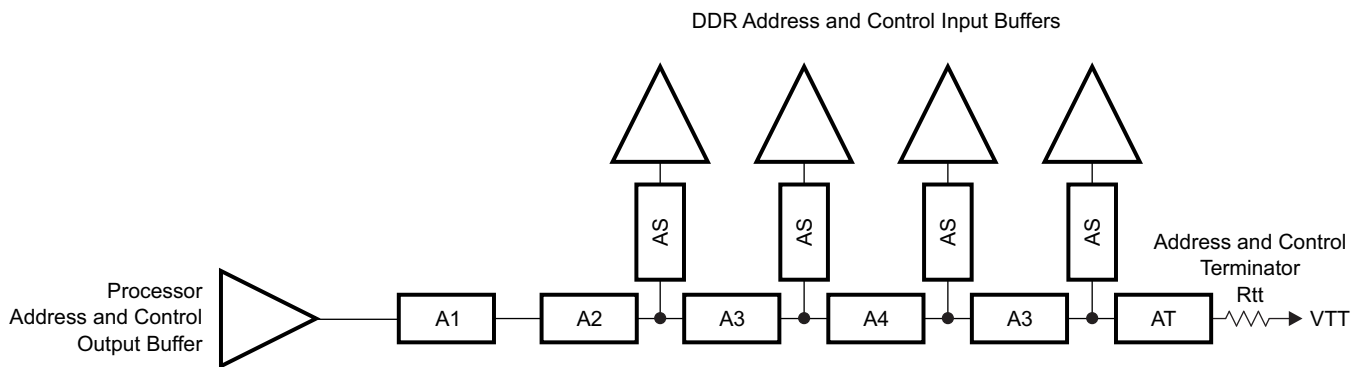 DDR Address and Control Input Buffers
AS
AS
AS
AS
Processor
Address and Control
Output Buffer
A1
A2
A3
A4
A3
AT
Address and Control
Terminator
Rtt
VTT